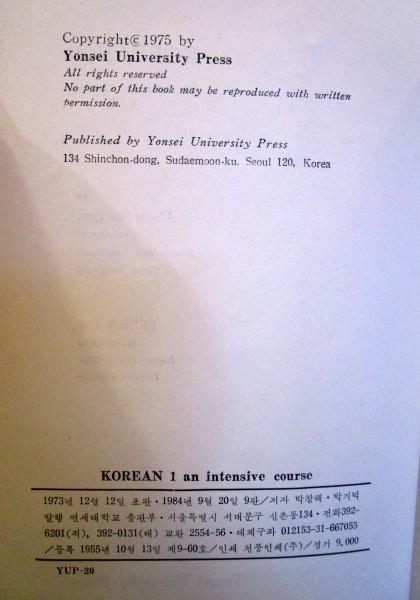 Copyright©1975 by
Yonsei University Press
All rights reserved
No part of this book may be reproduced with written
permission.
Published by Yonsei University Press
134 Shinchon-dong, Sudaemoon-ku. Seoul 120, Korea
KOREAN 1 an intensive course
1973년 12월 12일 초판·1984년 9월 20일 9판/저자 박창해·박기덕
발행 연세대학교 출판부·서울특별시 서대문구 신촌동134·전화392-
6201(직), 392-0131(대) 교환 2554-56·대체구좌 012153-31-667055
/등록 1955년 10월 13일 제9-60호/인쇄 천풍인쇄(주)/정가 9,000
YUP-20